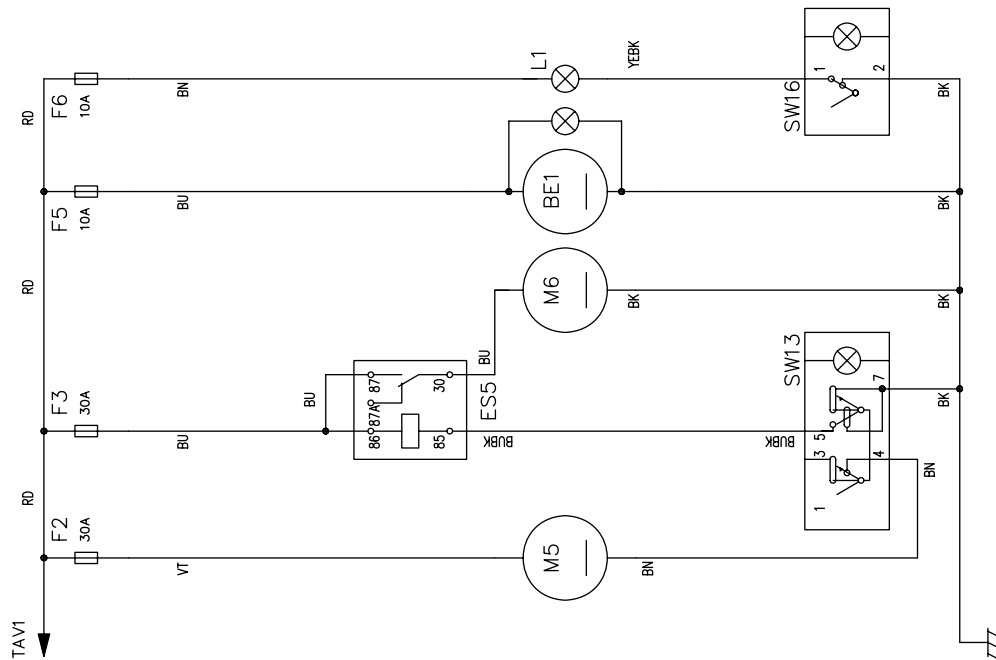 TAV1
RD
RD
RD
F6
10A
BN
L1
YEBK
SW16
1
2
BK
F5
10A
BU
BE1
BK
M6
BK
BK
F3
30A
BU
BU
86
87A
87
85
30
ES5
BU
BUBK
BUBK
SW13
1
3
5
4
7
BN
F2
30A
VT
M5
BN